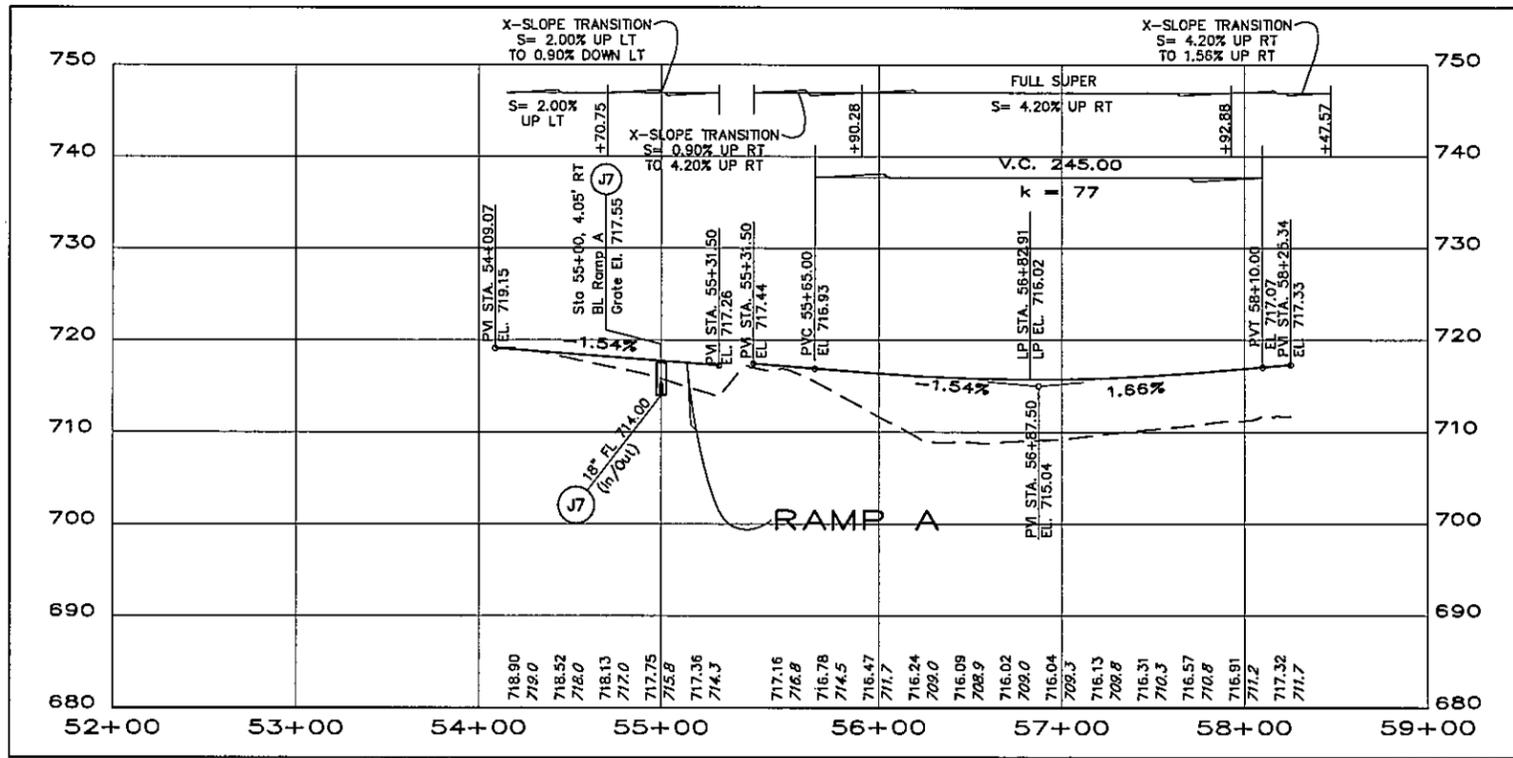 X-SLOPE TRANSITION
S= 2.00% UP LT
TO 0.90% DOWN LT
X-SLOPE TRANSITION
S= 4.20% UP RT
TO 1.56% UP RT
750
750
FULL SUPER
S= 2.00%
UP LT
+70.75
X-SLOPE TRANSITION
S= 0.90% UP RT
TO 4.20% UP RT
+90.28
S= 4.20% UP RT
+92.88
+47.57
740
740
V.C. 245.00
k = 77
J7
Sta 55+00, 4.05' RT
BL Ramp A
Grate El. 717.55
730
730
PVI STA. 54+09.07
EL. 719.15
PVI STA. 55+31.50
EL. 717.26
PVI STA. 55+31.50
EL. 717.44
PVC 55+65.00
EL 716.93
LP STA. 56+82.91
LP EL. 716.02
PVT 58+10.00
EL 717.07
PVI STA. 58+25.34
EL. 717.33
720
720
-1.54%
-1.54%
1.66%
710
710
18" FL 714.00
(In/Out)
J7
PVI STA. 56+87.50
EL. 715.04
700
RAMP A
700
690
690
718.90
719.0
718.52
718.0
718.13
717.0
717.75
715.8
717.36
714.3
717.16
716.8
716.78
714.5
716.47
711.7
716.24
709.0
716.09
708.9
716.02
709.0
716.04
709.3
716.13
709.8
716.31
710.3
716.57
710.8
716.91
711.2
717.32
711.7
680
680
52+00 53+00 54+00 55+00 56+00 57+00 58+00 59+00